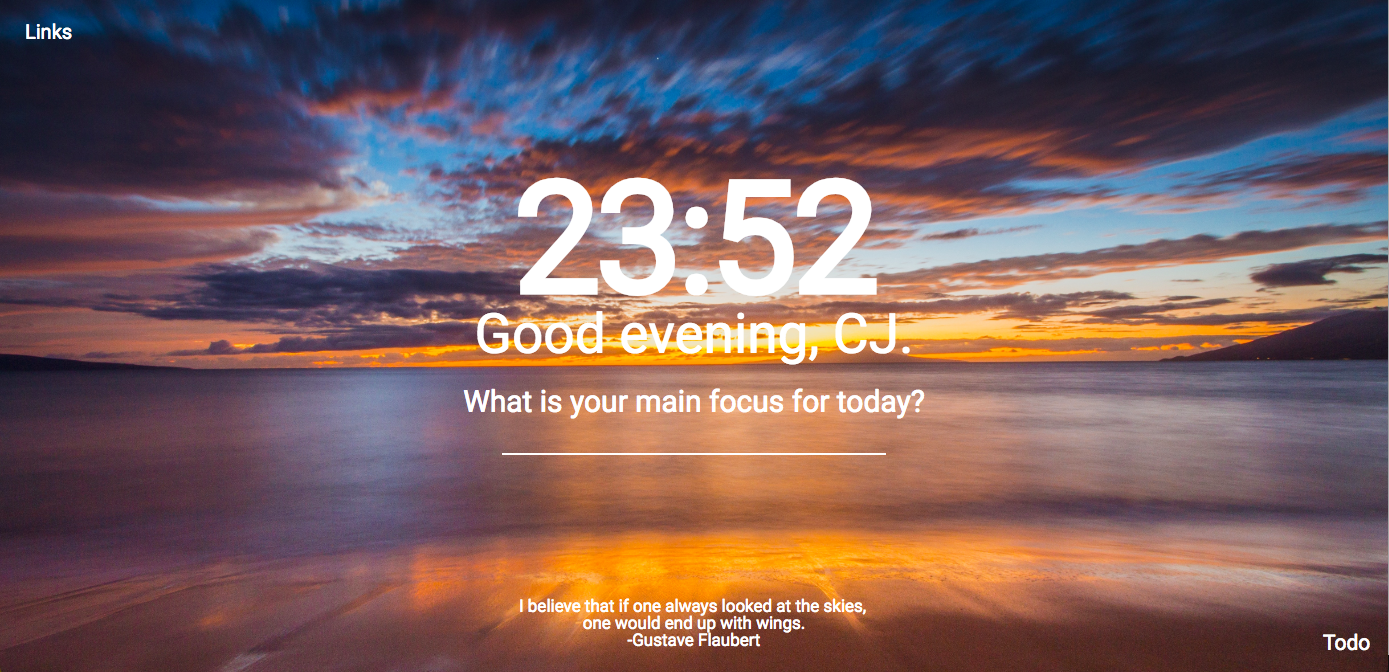 Links
23:52
Good evening, CJ.
What is your main focus for today?
I believe that if one always looked at the skies,
one would end up with wings.
-Gustave Flaubert
Todo